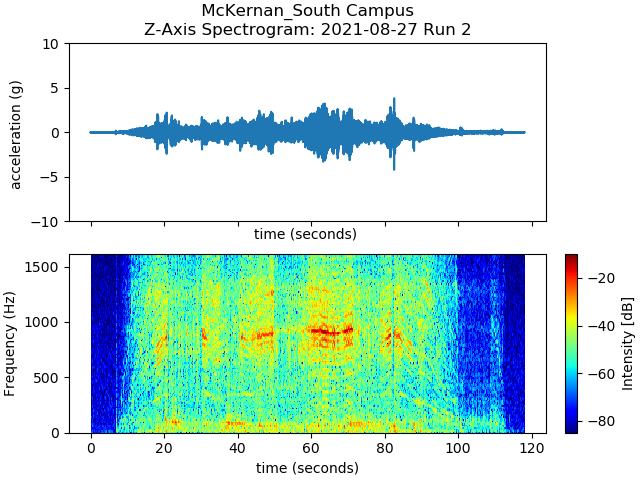 McKernan_South Campus
Z-Axis Spectrogram: 2021-08-27 Run 2
10
5
0
−5
−10
acceleration (g)
time (seconds)
1500
1000
500
0
Frequency (Hz)
0 20 40 60 80 100 120
time (seconds)
−20
−40
−60
−80
Intensity [dB]